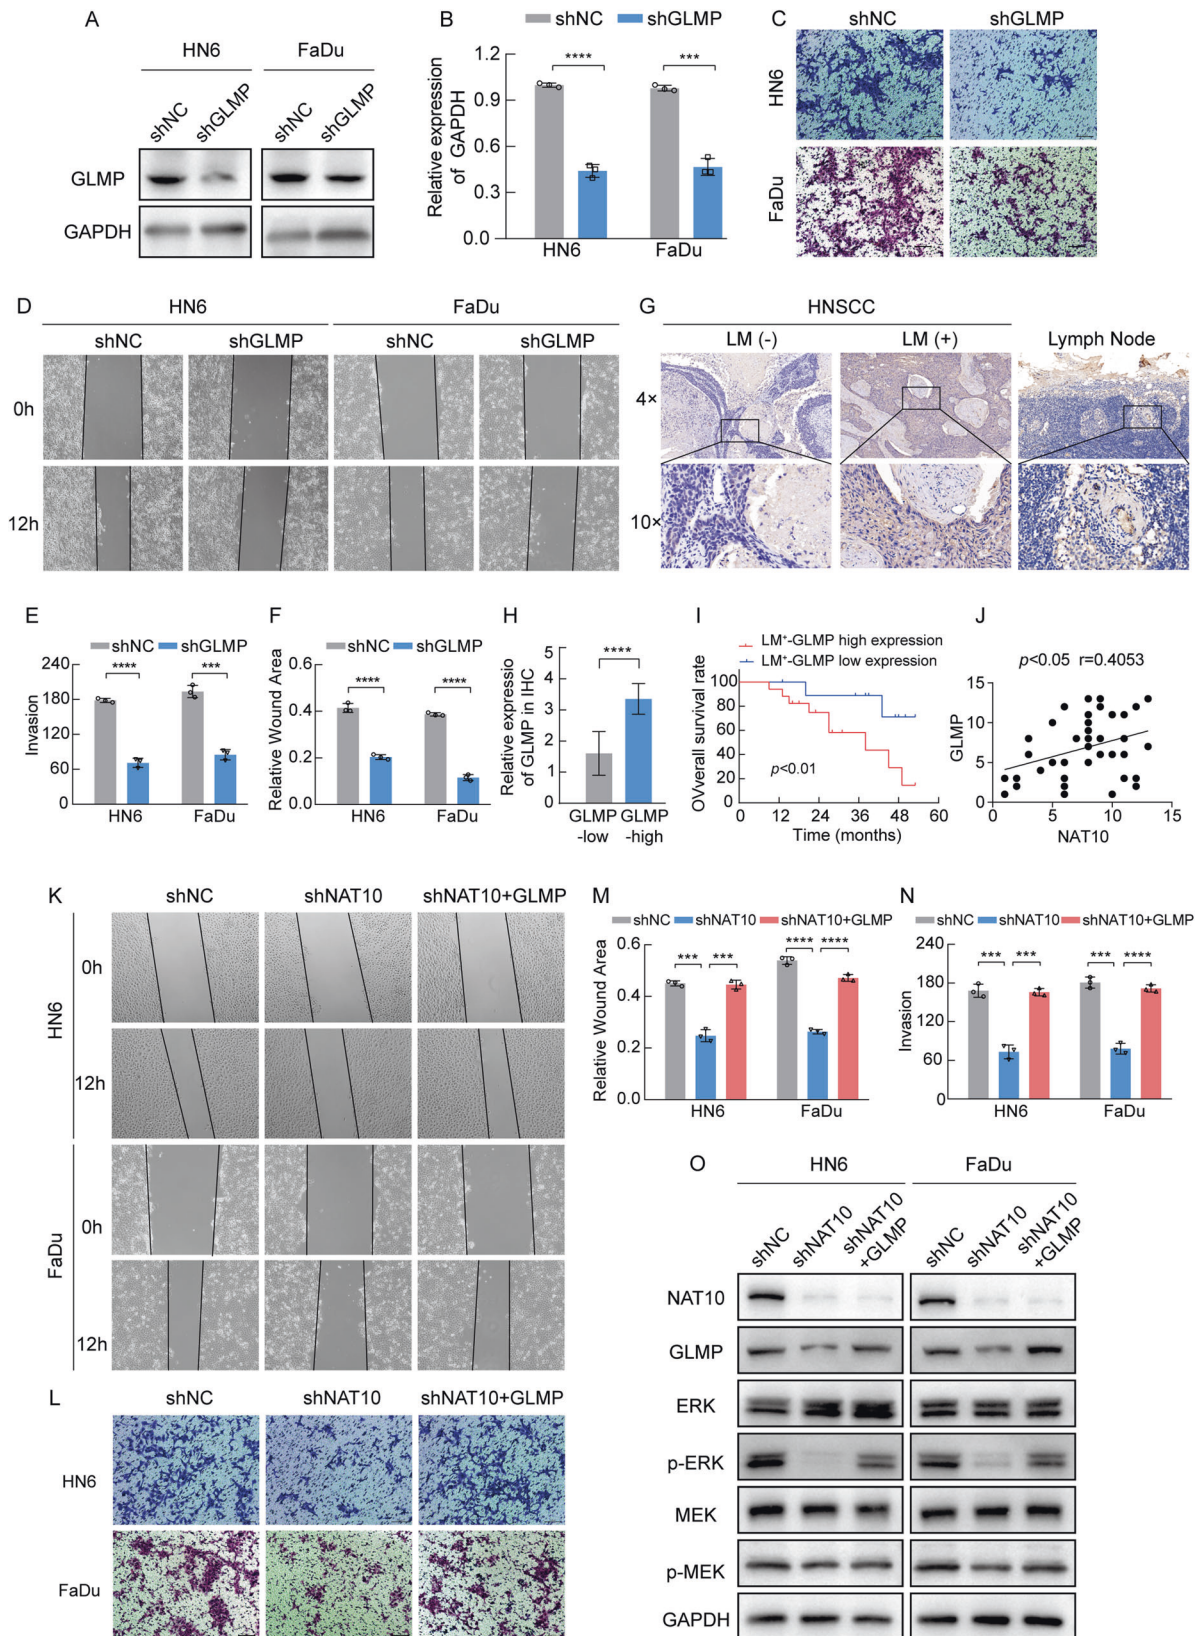 A
HN6 FaDu
shNC shGLMP shNC shGLMP
GLMP
GAPDH
B
shNC shGLMP
Relative expression
of GAPDH
1.2
0.9
0.6
0.3
0.0
**** ***
HN6 FaDu
C
shNC shGLMP
HN6
FaDu
D
HN6 FaDu
shNC shGLMP shNC shGLMP
0h
12h
G
HNSCC
LM (-) LM (+) Lymph Node
4×
10×
E
shNC shGLMP
Invasion
240
180
120
60
0
**** ***
HN6 FaDu
F
shNC shGLMP
Relative Wound Area
0.6
0.4
0.2
0.0
**** ****
HN6 FaDu
H
Relative expressio
of GLMP in IHC
5
4
3
2
1
0
****
GLMP GLMP
-low -high
I
LM⁺-GLMP high expression
LM⁺-GLMP low expression
OVverall survival rate
100
80
60
40
20
0
p<0.01
0 12 24 36 48 60
Time (months)
J
p<0.05 r=0.4053
GLMP
15
10
5
0
0 5 10 15
NAT10
K
shNC shNAT10 shNAT10+GLMP
HN6
0h
12h
FaDu
0h
12h
L
shNC shNAT10 shNAT10+GLMP
HN6
FaDu
M
shNC shNAT10 shNAT10+GLMP
Relative Wound Area
0.6
0.4
0.2
0.0
*** *** **** ****
HN6 FaDu
N
shNC shNAT10 shNAT10+GLMP
Invasion
240
180
120
60
0
*** *** *** ****
HN6 FaDu
O
HN6 FaDu
shNC shNAT10 shNAT10 +GLMP shNC shNAT10 shNAT10 +GLMP
NAT10
GLMP
ERK
p-ERK
MEK
p-MEK
GAPDH